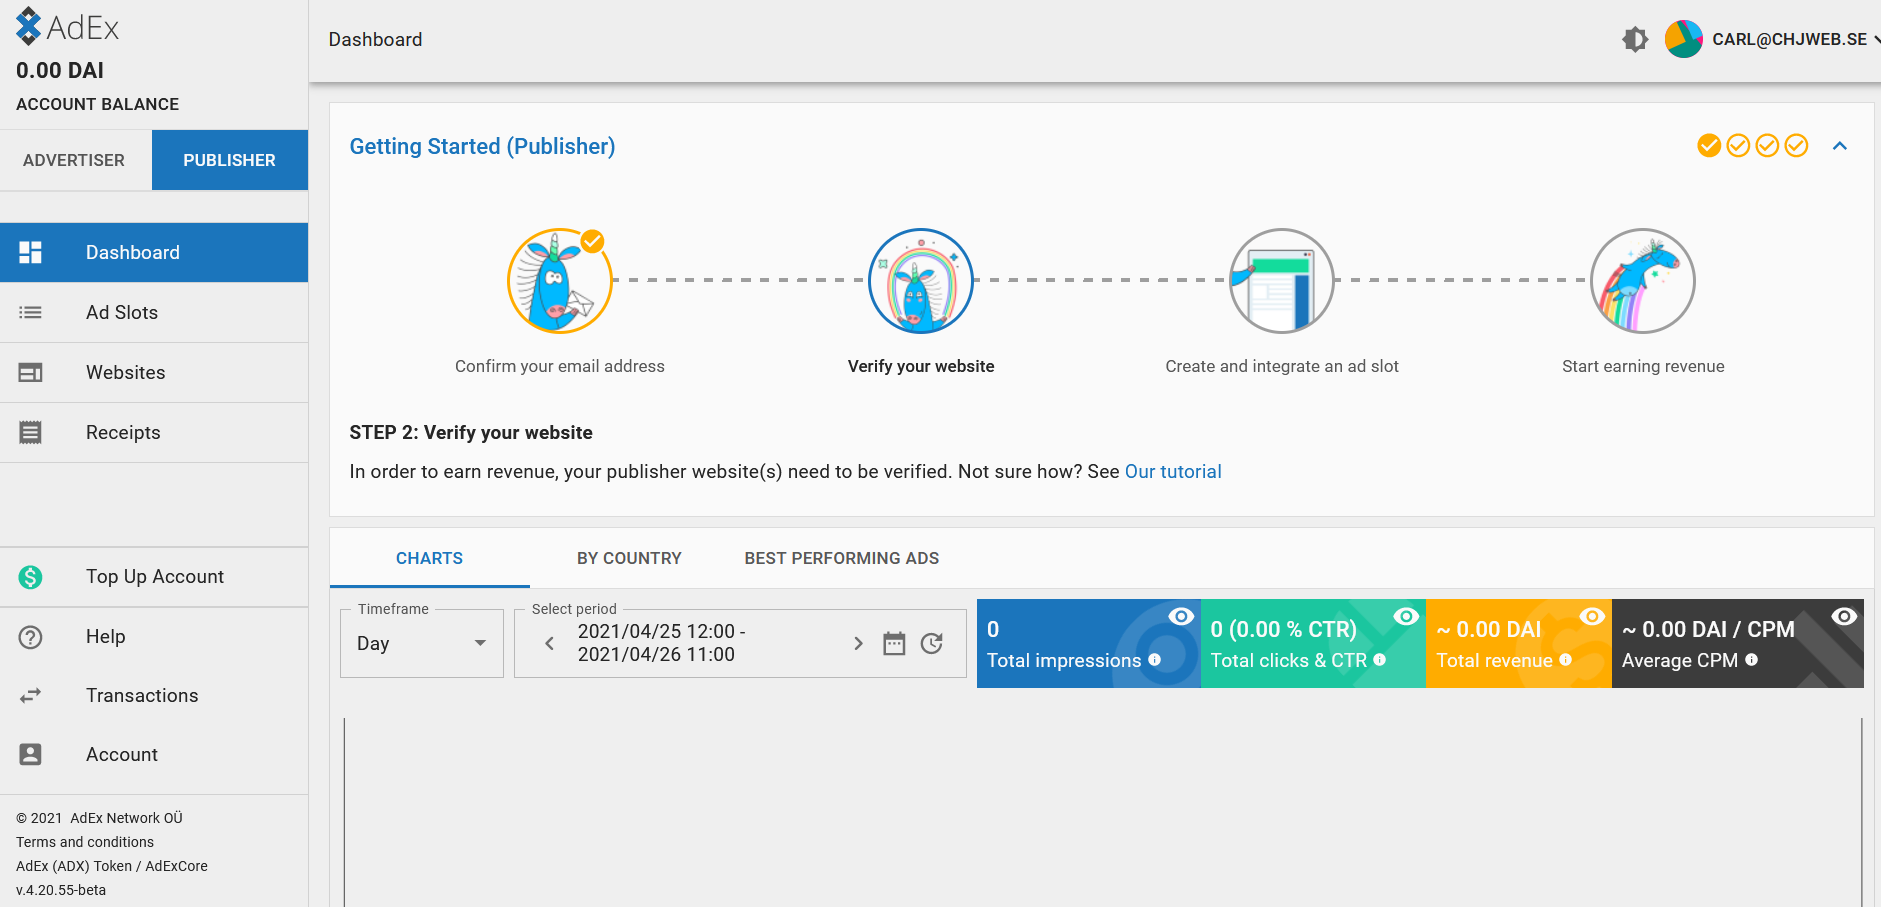 AdEx
0.00 DAI
ACCOUNT BALANCE
ADVERTISER
PUBLISHER
Dashboard
Ad Slots
Websites
Receipts
Top Up Account
Help
Transactions
Account
© 2021 AdEx Network OÜ
Terms and conditions
AdEx (ADX) Token / AdExCore
v.4.20.55-beta
Dashboard
CARL@CHJWEB.SE
Getting Started (Publisher)
Confirm your email address
Verify your website
Create and integrate an ad slot
Start earning revenue
STEP 2: Verify your website
In order to earn revenue, your publisher website(s) need to be verified. Not sure how? See Our tutorial
CHARTS
BY COUNTRY
BEST PERFORMING ADS
Timeframe
Day
Select period
2021/04/25 12:00 -
2021/04/26 11:00
0
Total impressions
0 (0.00 % CTR)
Total clicks & CTR
~ 0.00 DAI
Total revenue
~ 0.00 DAI / CPM
Average CPM